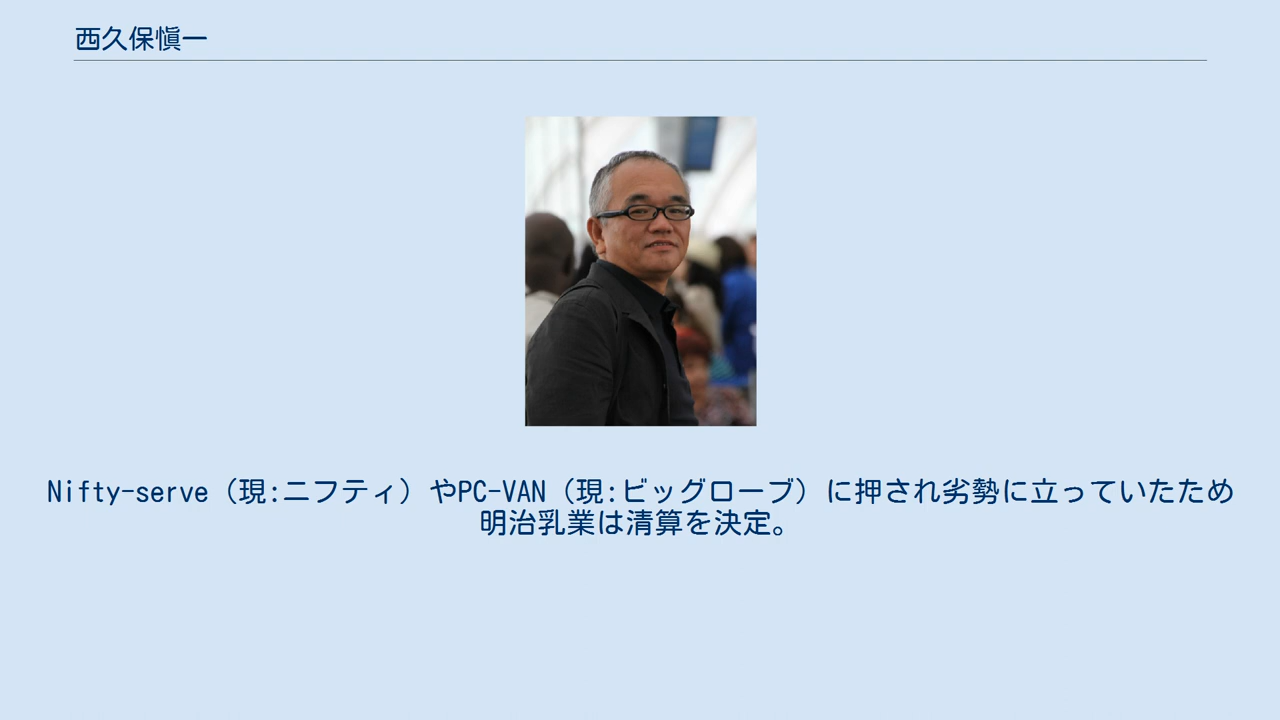 西久保愼一
Nifty-serve（現:ニフティ）やPC-VAN（現:ビッグローブ）に押され劣勢に立っていたため
明治乳業は清算を決定。